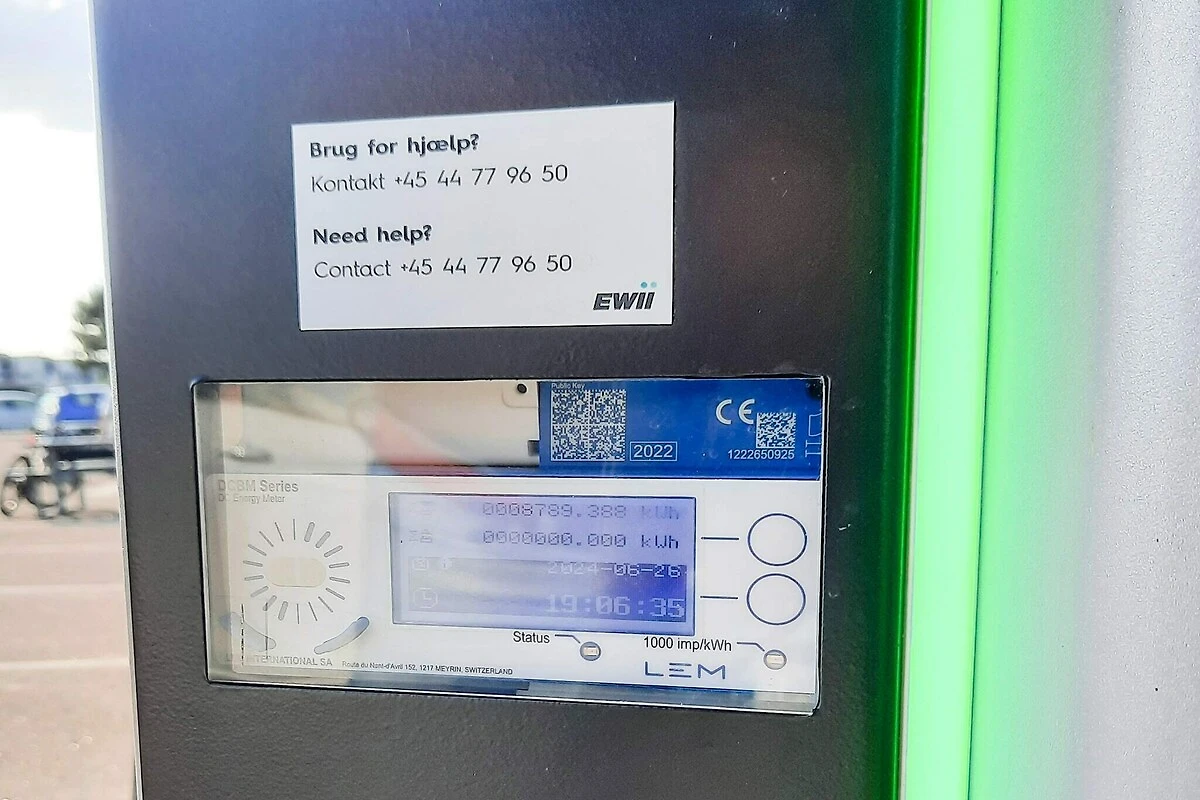 Brug for hjælp?
Kontakt +45 44 77 96 50
Need help?
Contact +45 44 77 96 50
EWii
Public Key
2022
CE
1222650925
DCBM Series
DC Energy Meter
0008789.388 kWh
0000000.000 kWh
2024-06-26
19:06:35
Status
1000 imp/kWh
INTERNATIONAL SA
Route du Nant-d'Avril 152, 1217 MEYRIN, SWITZERLAND
LEM